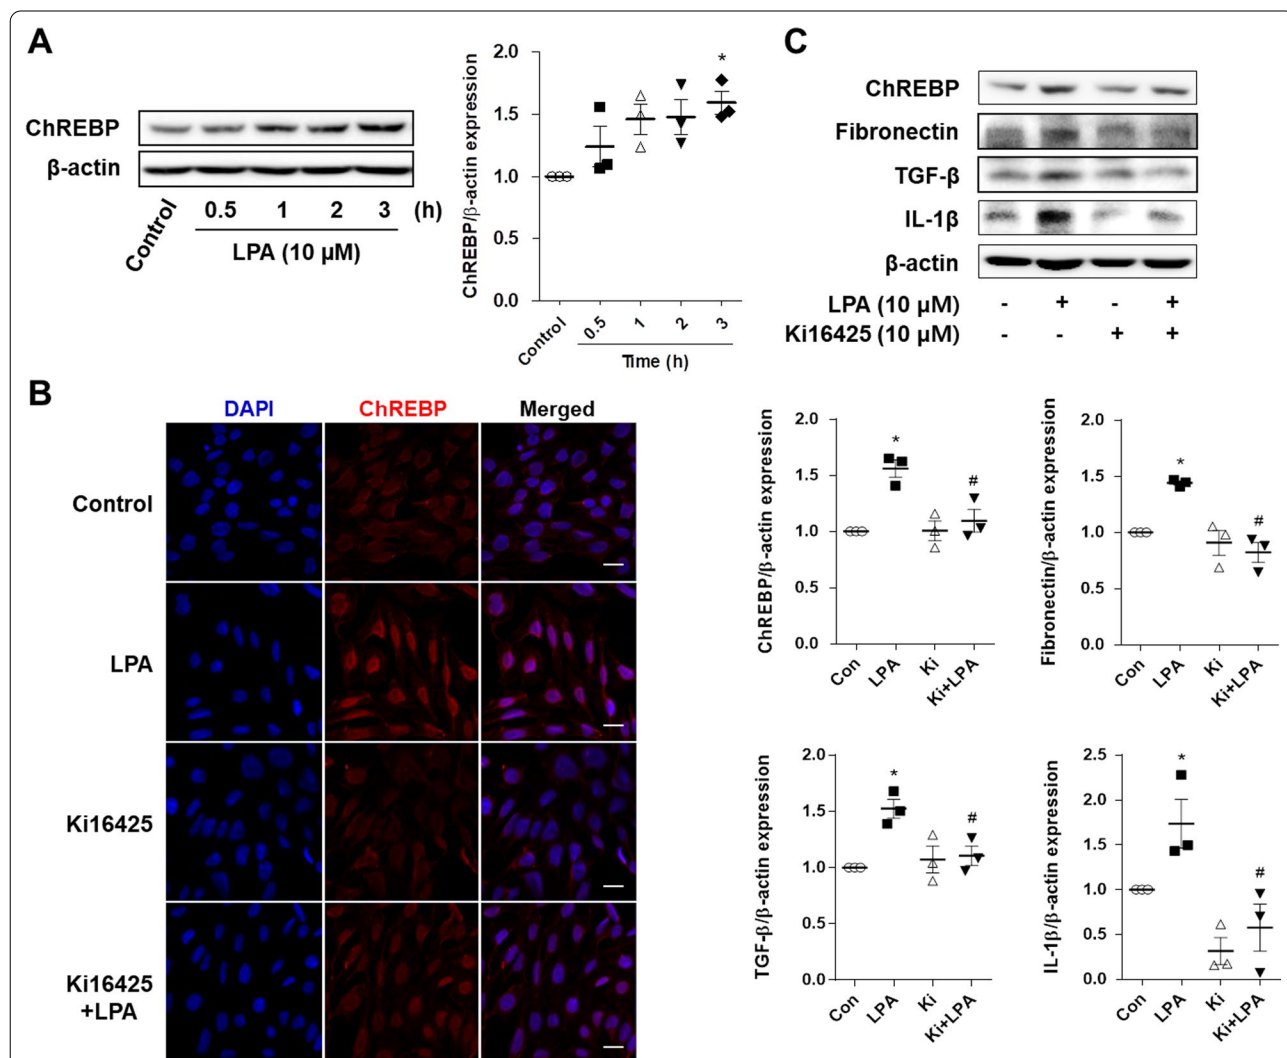 A
ChREBP
β-actin
Control
0.5 1 2 3 (h)
LPA (10 μM)
ChREBP/β-actin expression
2.0
1.5
1.0
0.5
0.0
*
Control 0.5 1 2 3
Time (h)
C
ChREBP
Fibronectin
TGF-β
IL-1β
β-actin
LPA (10 μM) - + - +
Ki16425 (10 μM) - - + +
B
DAPI ChREBP Merged
Control
LPA
Ki16425
Ki16425
+LPA
ChREBP/β-actin expression
2.0
1.5
1.0
0.5
0.0
*
#
Con LPA Ki Ki+LPA
Fibronectin/β-actin expression
2.0
1.5
1.0
0.5
0.0
*
#
Con LPA Ki Ki+LPA
TGF-β/β-actin expression
2.0
1.5
1.0
0.5
0.0
*
#
Con LPA Ki Ki+LPA
IL-1β/β-actin expression
2.5
2.0
1.5
1.0
0.5
0.0
*
#
Con LPA Ki Ki+LPA